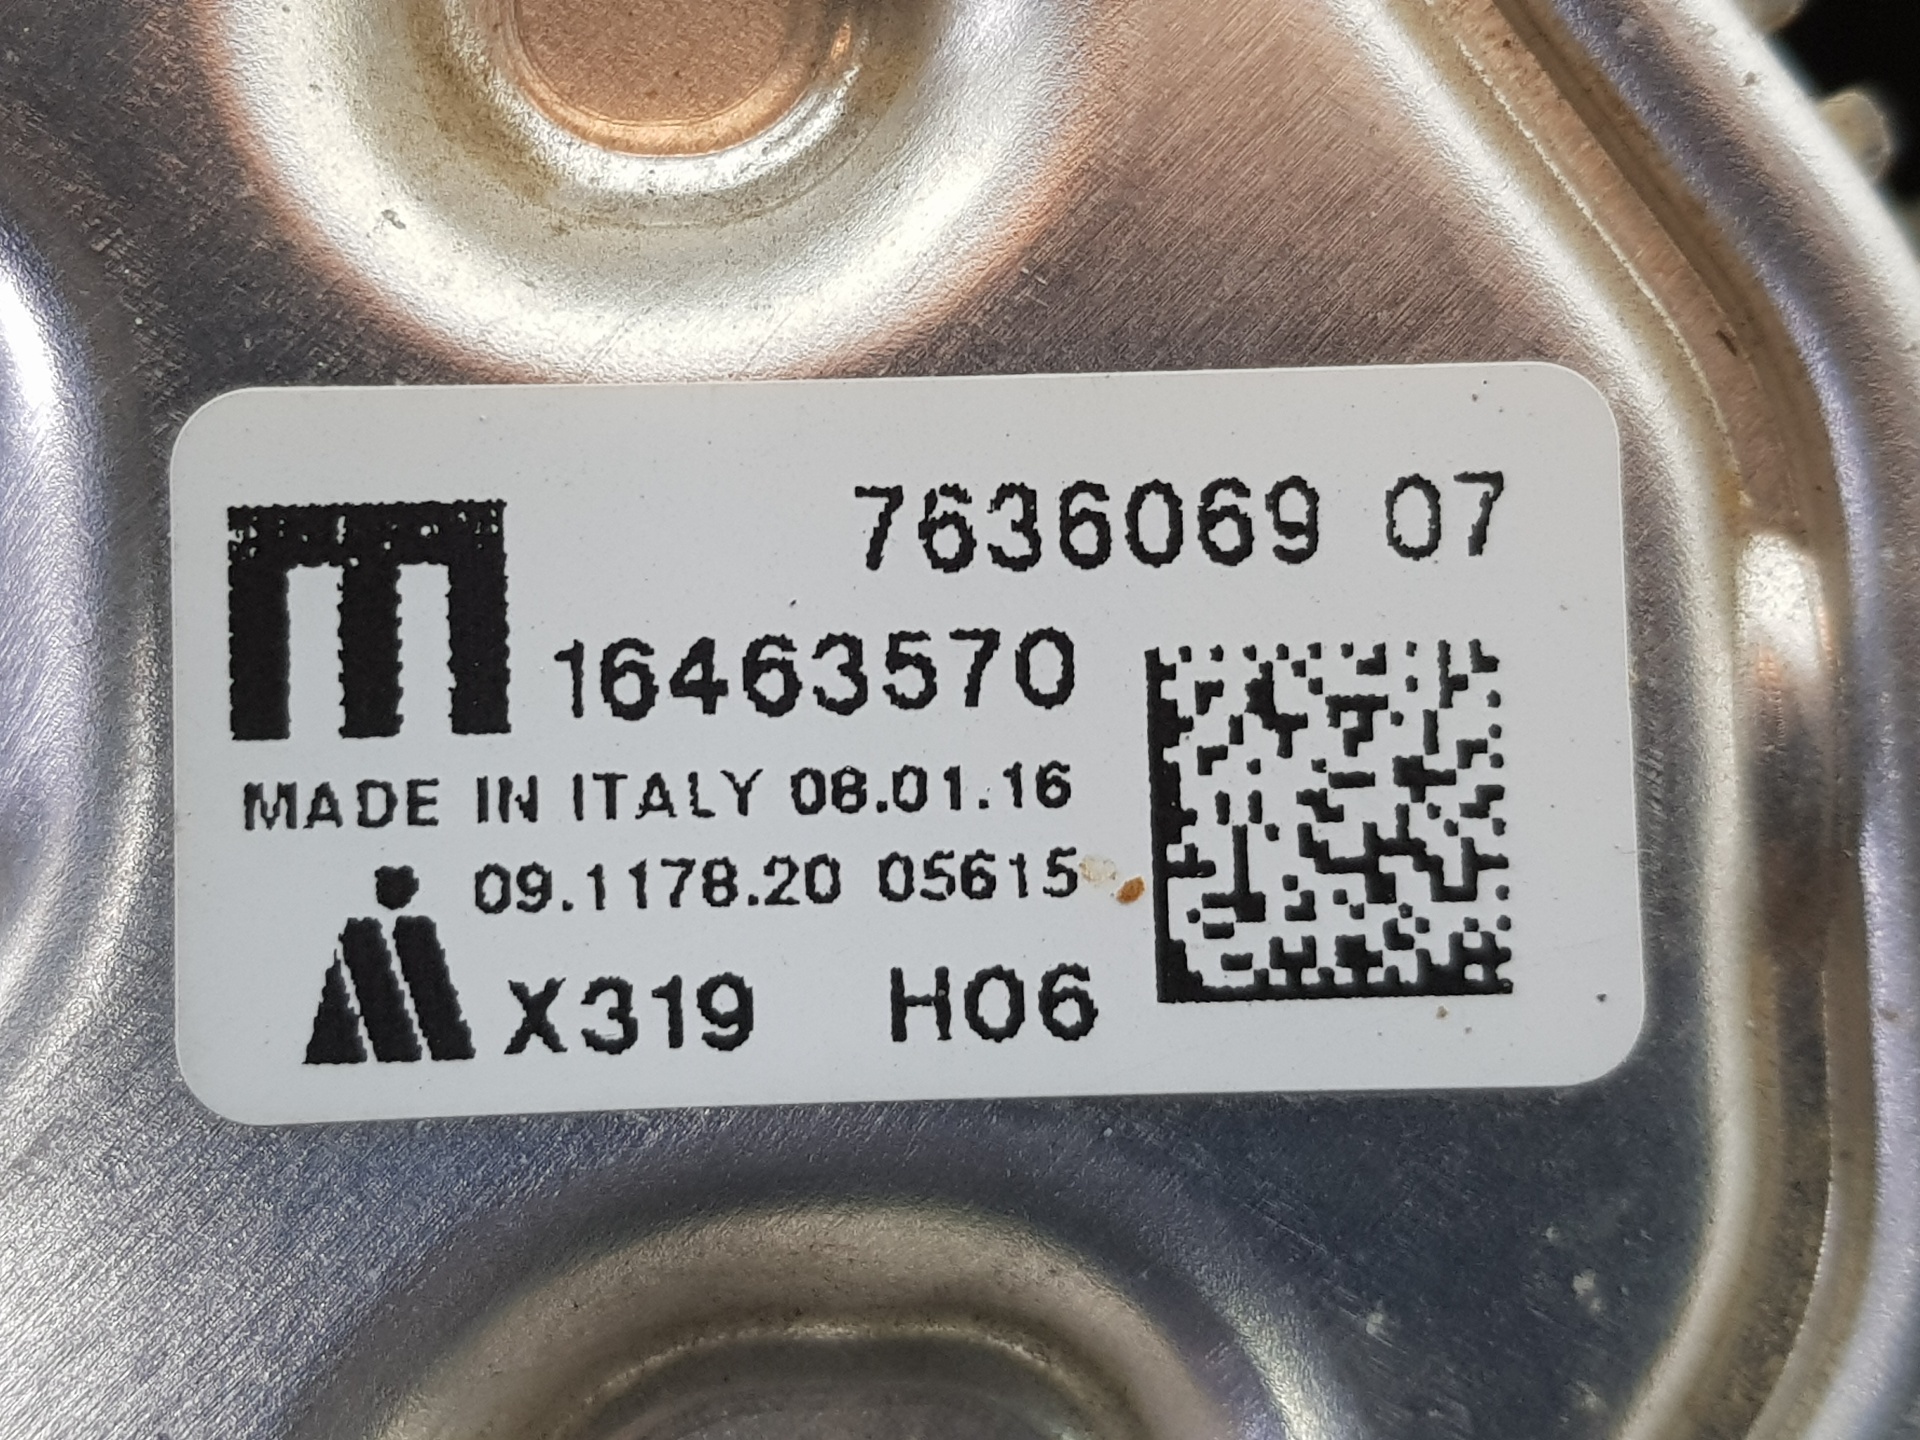 7636069 07
m 16463570
MADE IN ITALY 08.01.16
09.1178.20 05615
X319 H06